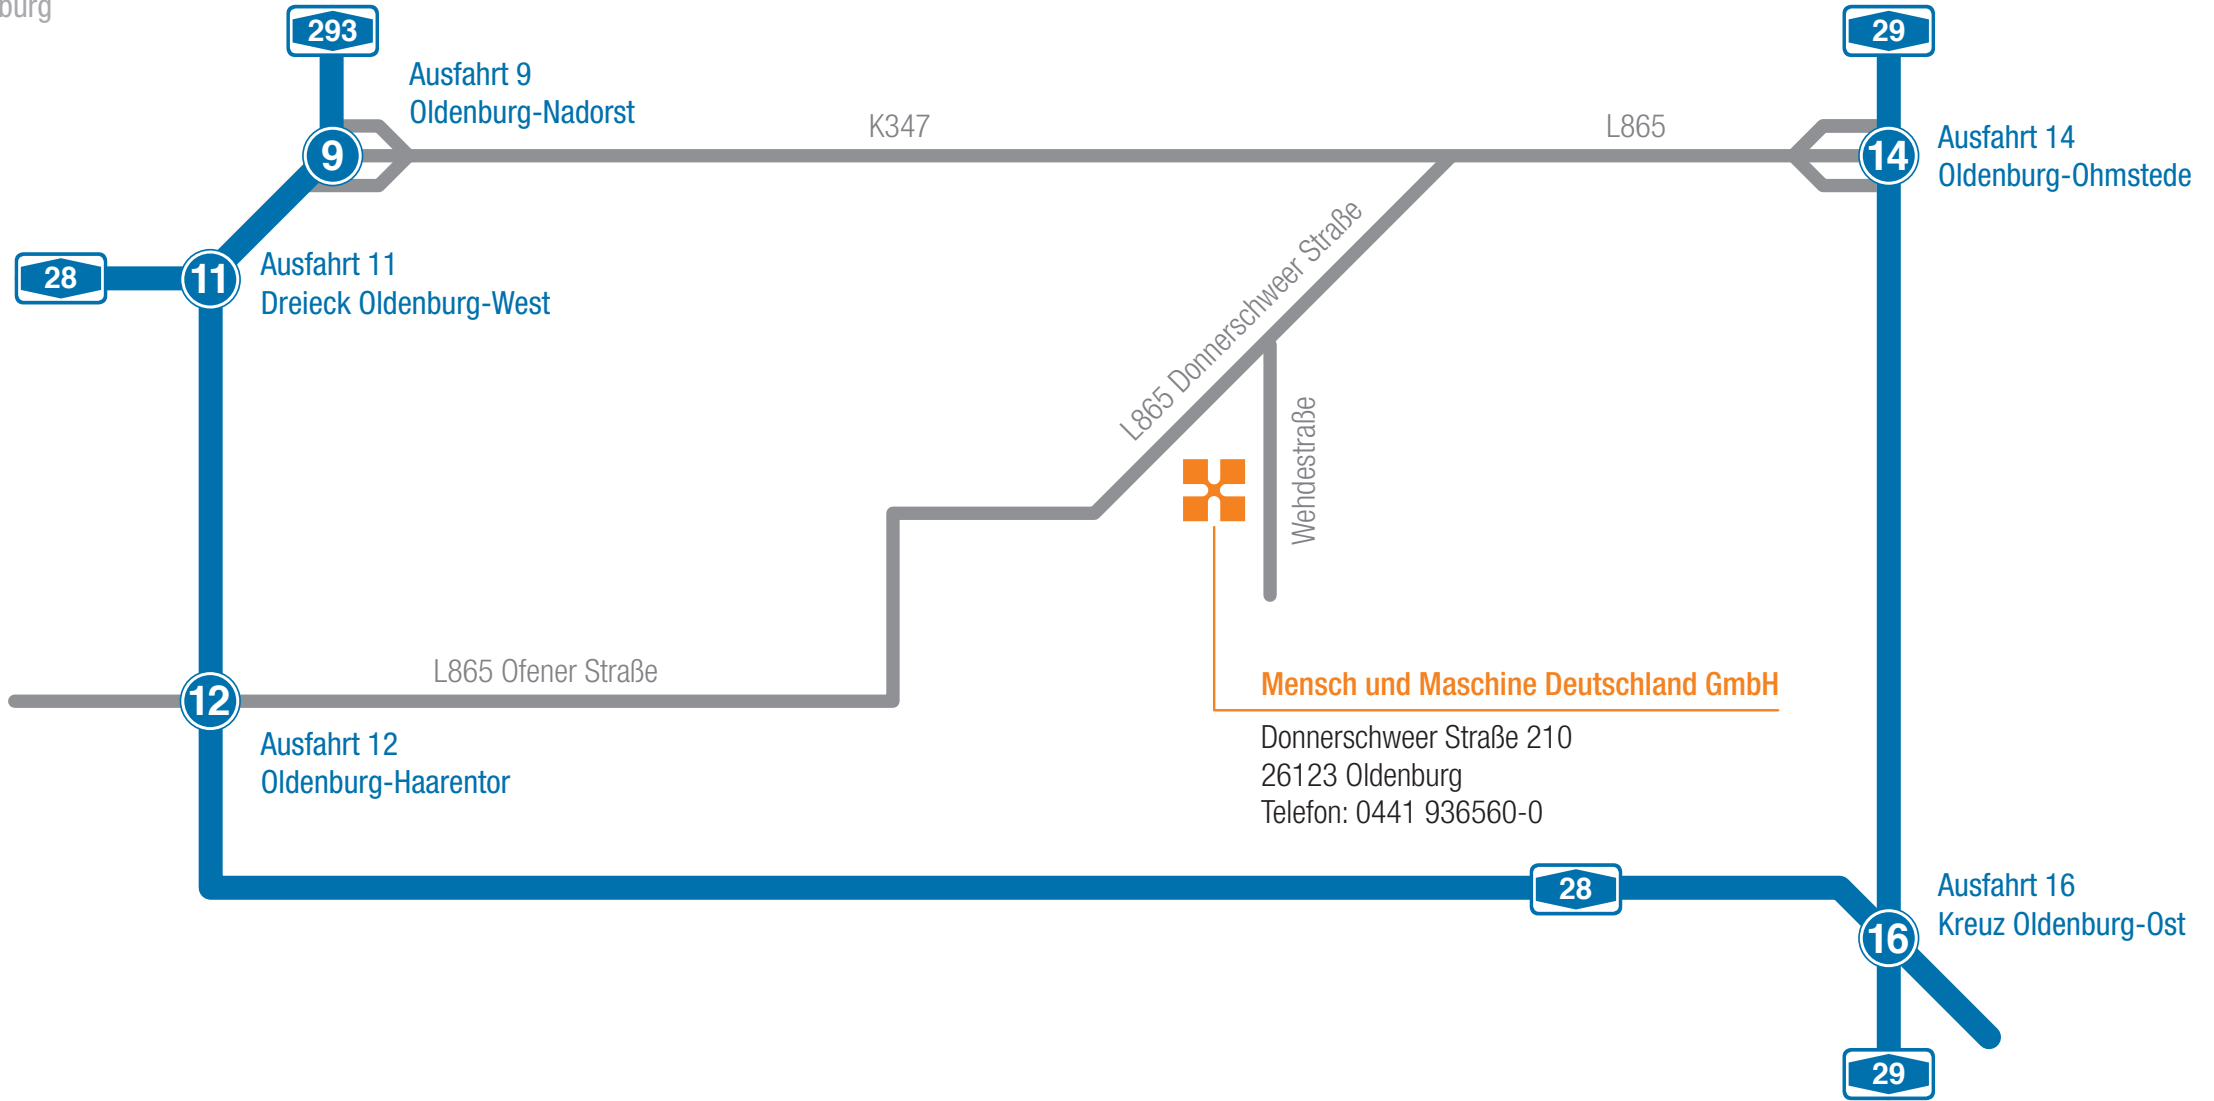 293
29
Ausfahrt 9
Oldenburg-Nadorst
K347
L865
9
14
Ausfahrt 14
Oldenburg-Ohmstede
28
11
Ausfahrt 11
Dreieck Oldenburg-West
L865 Donnerschweer Straße
Wehdestraße
L865 Ofener Straße
12
Ausfahrt 12
Oldenburg-Haarentor
Mensch und Maschine Deutschland GmbH
Donnerschweer Straße 210
26123 Oldenburg
Telefon: 0441 936560-0
28
Ausfahrt 16
Kreuz Oldenburg-Ost
16
29